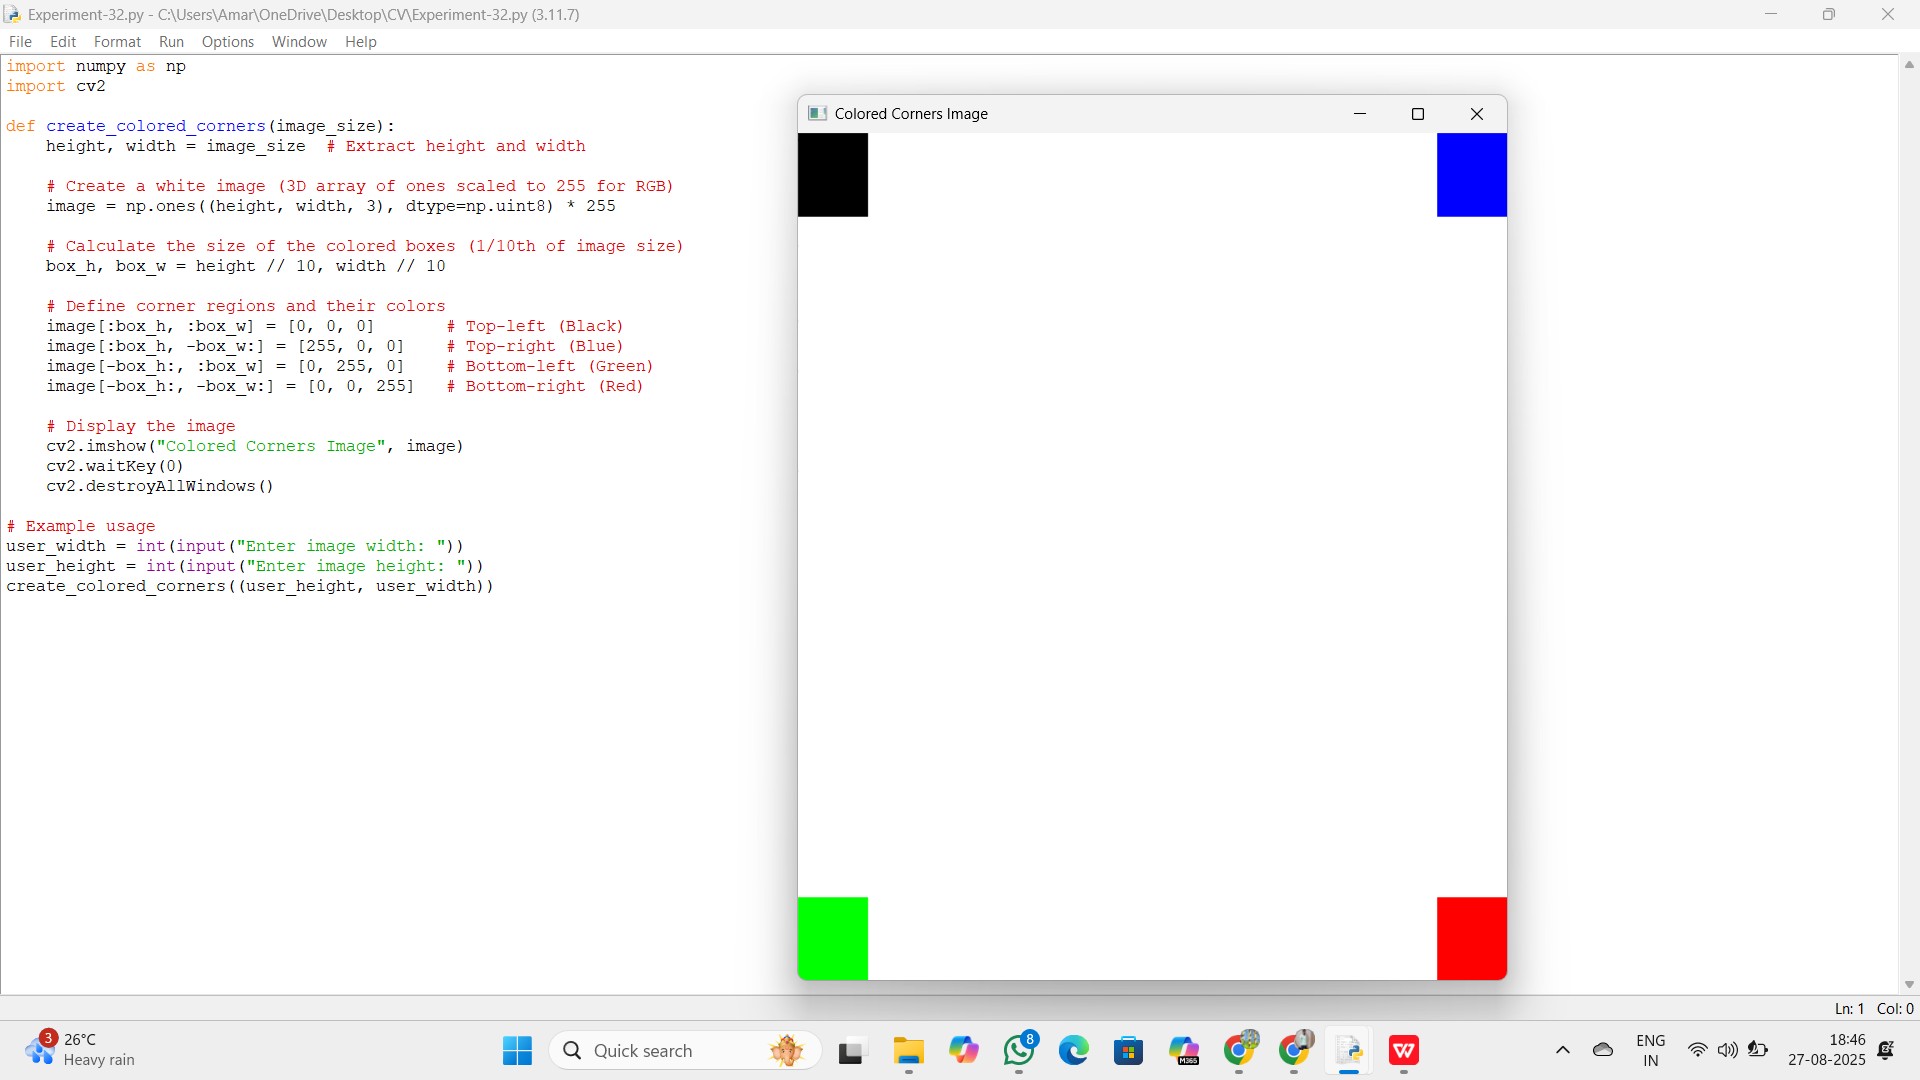 Experiment-32.py - C:\Users\Amar\OneDrive\Desktop\CV\Experiment-32.py (3.11.7)
File Edit Format Run Options Window Help
import numpy as np
import cv2
def create_colored_corners(image_size):
    height, width = image_size  # Extract height and width
    # Create a white image (3D array of ones scaled to 255 for RGB)
    image = np.ones((height, width, 3), dtype=np.uint8) * 255
    # Calculate the size of the colored boxes (1/10th of image size)
    box_h, box_w = height // 10, width // 10
    # Define corner regions and their colors
    image[:box_h, :box_w] = [0, 0, 0]       # Top-left (Black)
    image[:box_h, -box_w:] = [255, 0, 0]    # Top-right (Blue)
    image[-box_h:, :box_w] = [0, 255, 0]    # Bottom-left (Green)
    image[-box_h:, -box_w:] = [0, 0, 255]   # Bottom-right (Red)
    # Display the image
    cv2.imshow("Colored Corners Image", image)
    cv2.waitKey(0)
    cv2.destroyAllWindows()
# Example usage
user_width = int(input("Enter image width: "))
user_height = int(input("Enter image height: "))
create_colored_corners((user_height, user_width))
Colored Corners Image
Ln: 1 Col: 0
3
26°C
Heavy rain
Quick search
8
M365
W
ENG
IN
18:46
27-08-2025